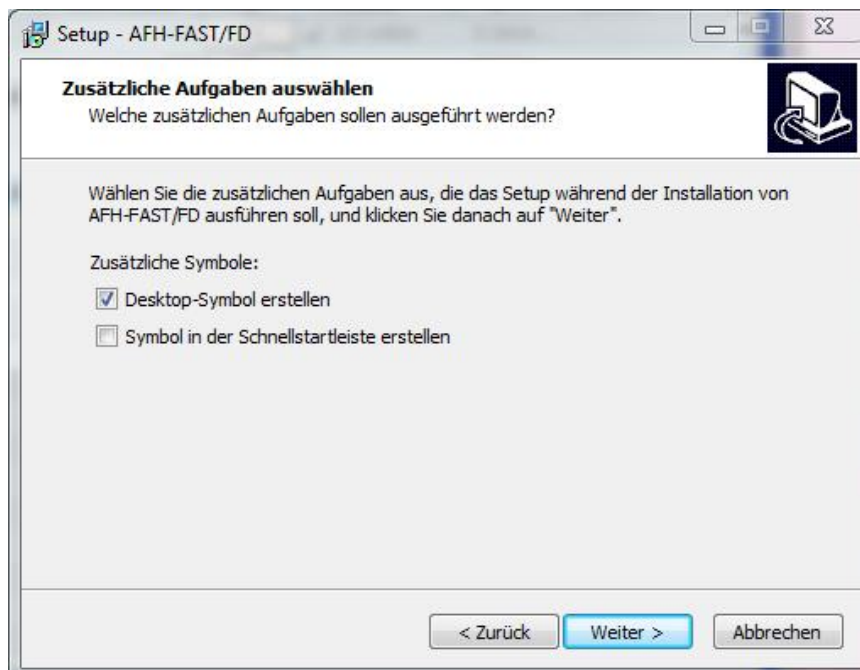 Setup - AFH-FAST/FD
Zusätzliche Aufgaben auswählen
Welche zusätzlichen Aufgaben sollen ausgeführt werden?
Wählen Sie die zusätzlichen Aufgaben aus, die das Setup während der Installation von
AFH-FAST/FD ausführen soll, und klicken Sie danach auf "Weiter".
Zusätzliche Symbole:
Desktop-Symbol erstellen
Symbol in der Schnellstartleiste erstellen
< Zurück
Weiter >
Abbrechen